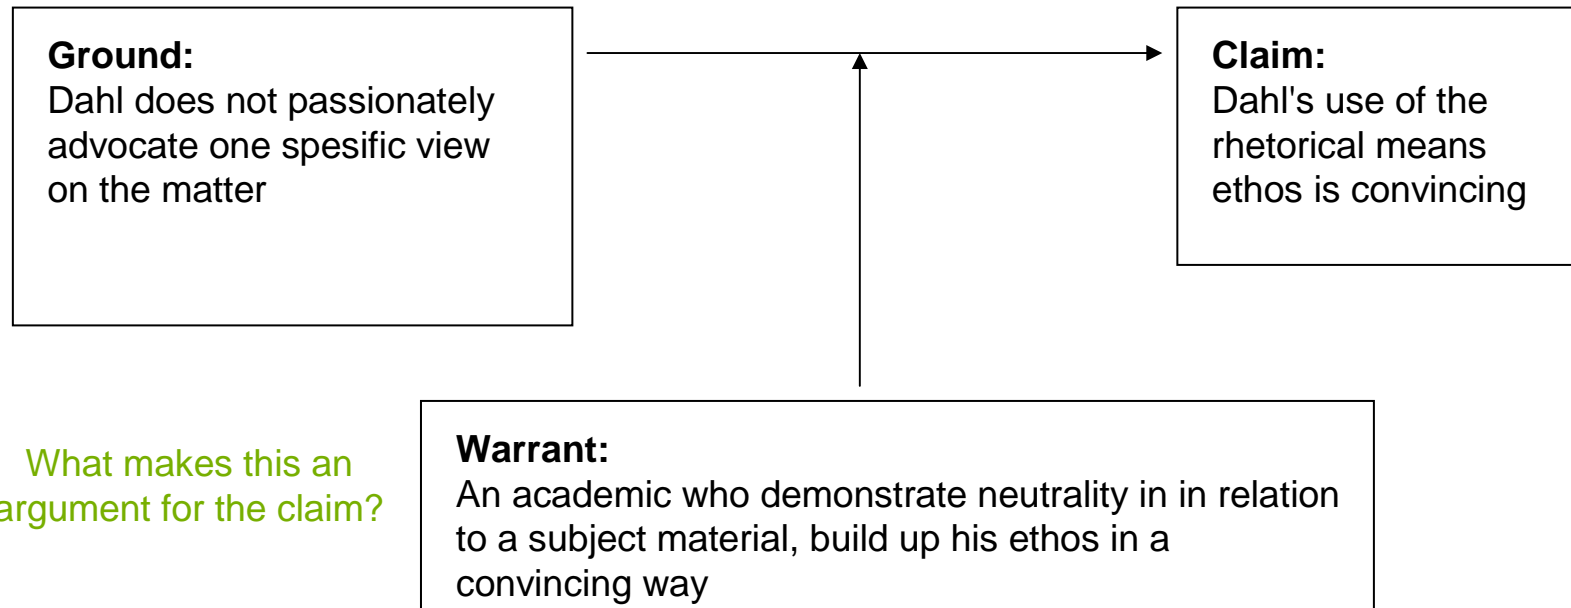 Ground:
Dahl does not passionately
advocate one spesific view
on the matter
Claim:
Dahl's use of the
rhetorical means
ethos is convincing
What makes this an
argument for the claim?
Warrant:
An academic who demonstrate neutrality in in relation
to a subject material, build up his ethos in a
convincing way